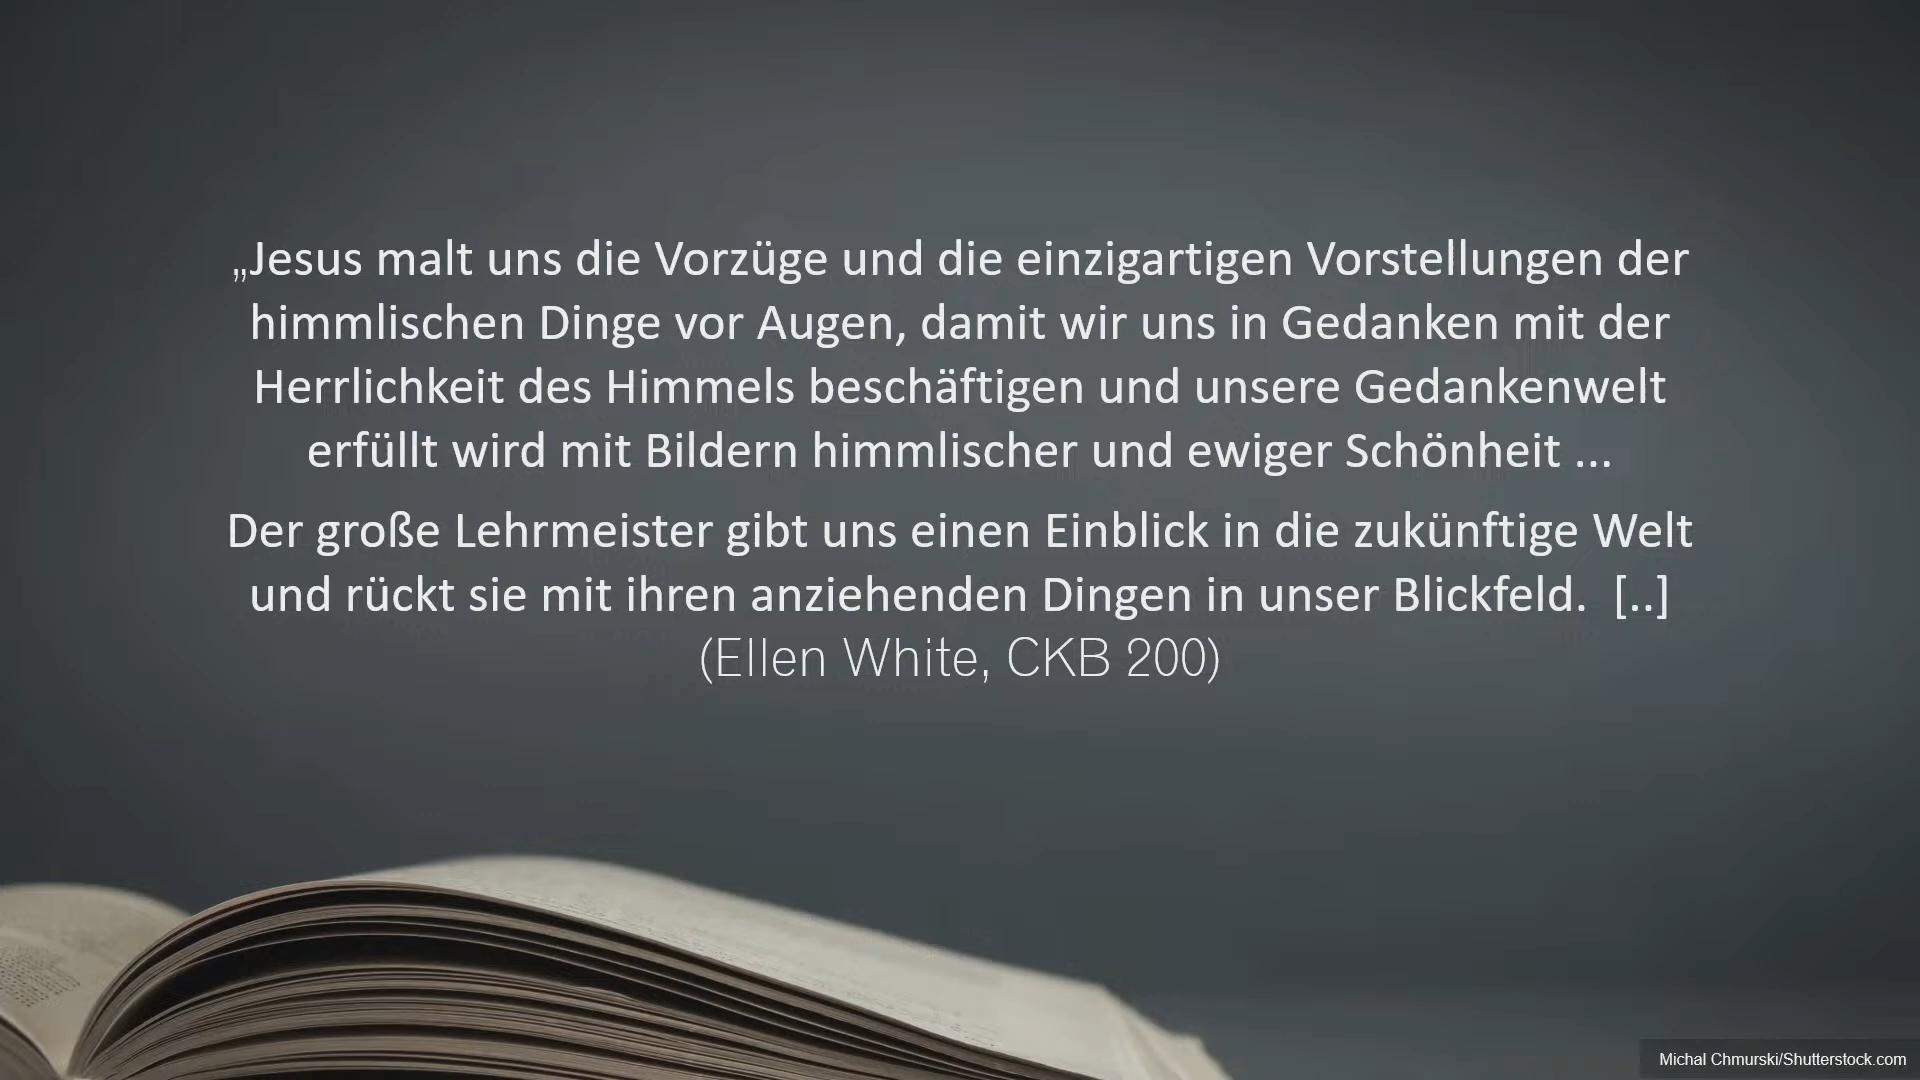 „Jesus malt uns die Vorzüge und die einzigartigen Vorstellungen der
himmlischen Dinge vor Augen, damit wir uns in Gedanken mit der
Herrlichkeit des Himmels beschäftigen und unsere Gedankenwelt
erfüllt wird mit Bildern himmlischer und ewiger Schönheit ...
Der große Lehrmeister gibt uns einen Einblick in die zukünftige Welt
und rückt sie mit ihren anziehenden Dingen in unser Blickfeld.  [..]
(Ellen White, CKB 200)
Michal Chmurski/Shutterstock.com